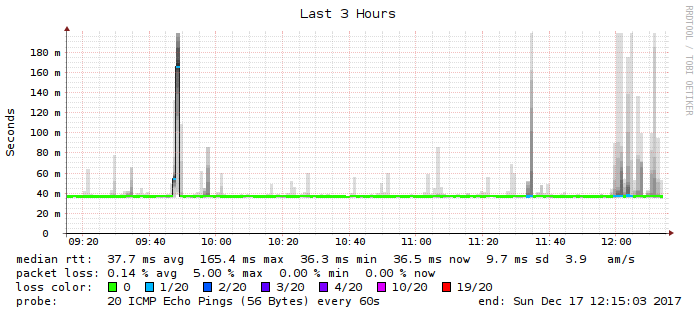 Last 3 Hours
RRDTOOL / TOBI OETIKER
Seconds
180 m
160 m
140 m
120 m
100 m
80 m
60 m
40 m
20 m
0
09:20 09:40 10:00 10:20 10:40 11:00 11:20 11:40 12:00
median rtt: 37.7 ms avg 165.4 ms max 36.3 ms min 36.5 ms now 9.7 ms sd 3.9 am/s
packet loss: 0.14 % avg 5.00 % max 0.00 % min 0.00 % now
loss color: 0 1/20 2/20 3/20 4/20 10/20 19/20
probe: 20 ICMP Echo Pings (56 Bytes) every 60s end: Sun Dec 17 12:15:03 2017